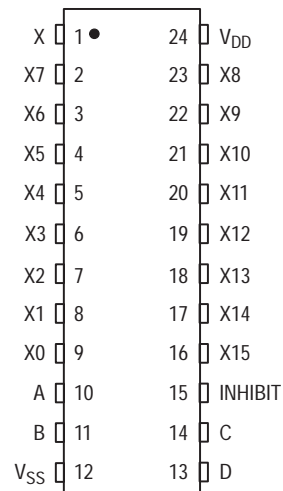 X 1 24 VDD
X7 2 23 X8
X6 3 22 X9
X5 4 21 X10
X4 5 20 X11
X3 6 19 X12
X2 7 18 X13
X1 8 17 X14
X0 9 16 X15
A 10 15 INHIBIT
B 11 14 C
VSS 12 13 D